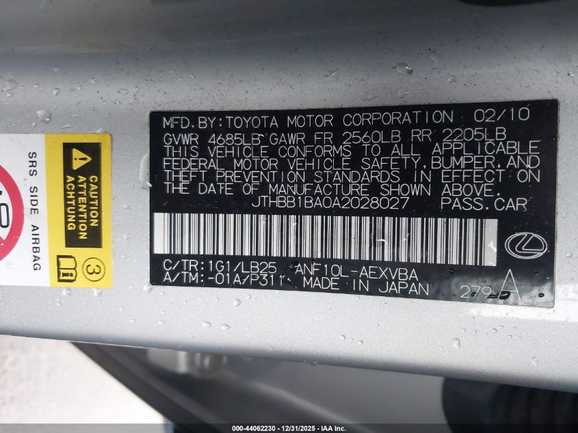 MFD.BY:TOYOTA MOTOR CORPORATION 02/10
GVWR 4685LB GAWR FR 2560LB RR 2205LB
THIS VEHICLE CONFORMS TO ALL APPLICABLE
FEDERAL MOTOR VEHICLE SAFETY, BUMPER, AND
THEFT PREVENTION STANDARDS IN EFFECT ON
THE DATE OF MANUFACTURE SHOWN ABOVE.
JTHBB1BA0A2028027 PASS.CAR
C/TR:1G1/LB25 ANF10L-AEXVBA
A/TM:-01A/P311 MADE IN JAPAN
SRS SIDE AIRBAG
CAUTION
ATTENTION
ACHTUNG
3
000-44062230 - 12/31/2025 - IAA Inc.